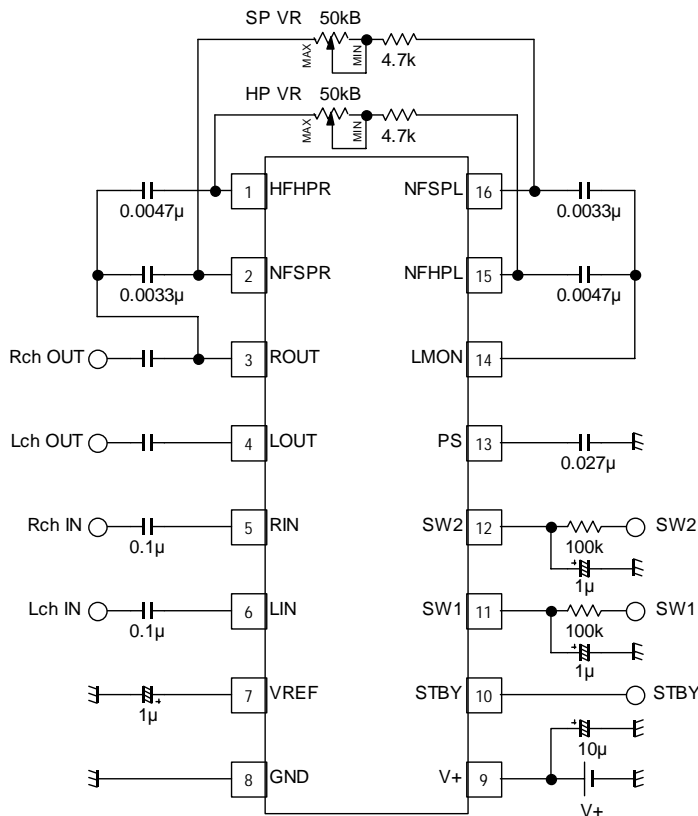 SP VR 50kB
MAX MIN 4.7k
HP VR 50kB
MAX MIN 4.7k
1 HFHPR NFSPL 16
0.0047μ 0.0033μ
2 NFSPR NFHPL 15
0.0033μ 0.0047μ
Rch OUT 3 ROUT LMON 14
Lch OUT 4 LOUT PS 13
0.027μ
Rch IN 5 RIN SW2 12 SW2
0.1μ 100k
+
1μ
Lch IN 6 LIN SW1 11 SW1
0.1μ 100k
+
1μ
7 VREF STBY 10 STBY
+
1μ
+
10μ
8 GND V+ 9
V+